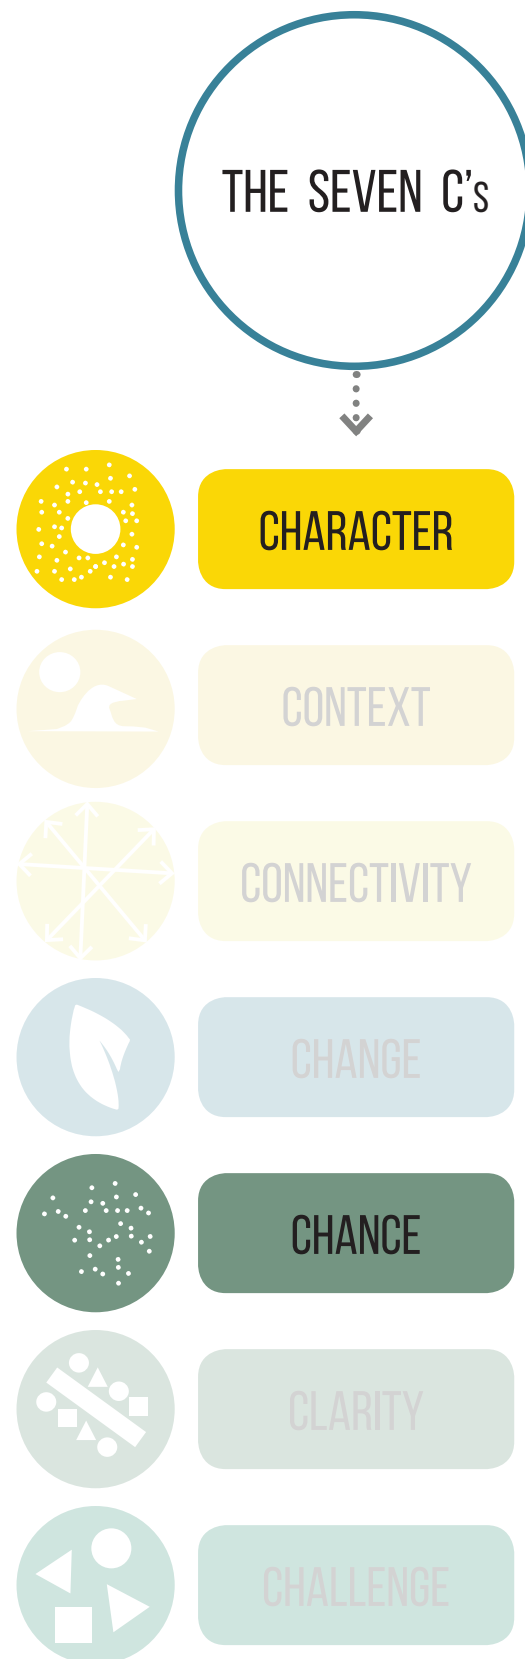 THE SEVEN C's
CHARACTER
CONTEXT
CONNECTIVITY
CHANGE
CHANCE
CLARITY
CHALLENGE